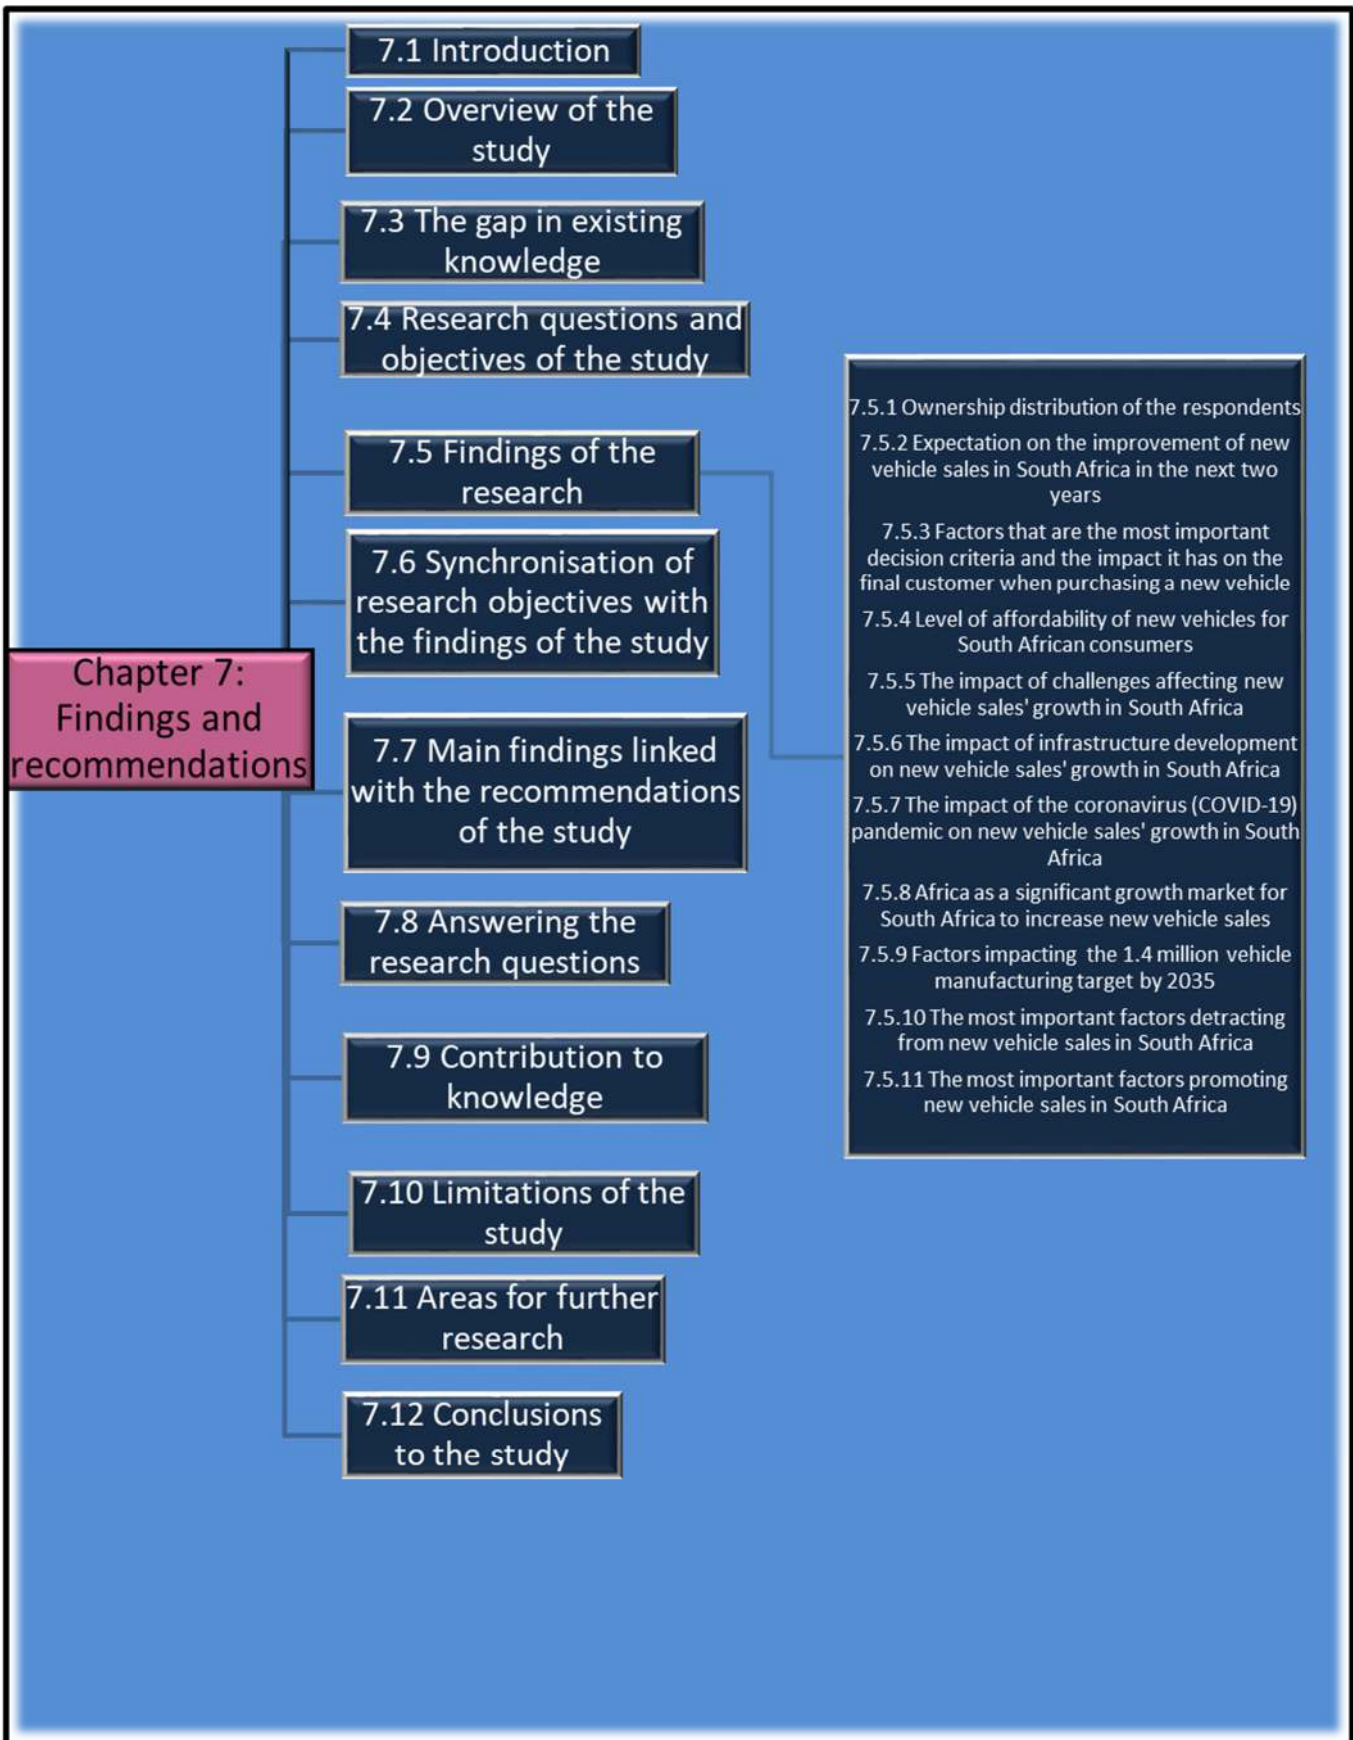 7.1 Introduction
7.2 Overview of the
study
7.3 The gap in existing
knowledge
7.4 Research questions and
objectives of the study
7.5 Findings of the
research
7.6 Synchronisation of
research objectives with
the findings of the study
Chapter 7:
Findings and
recommendations
7.7 Main findings linked
with the recommendations
of the study
7.8 Answering the
research questions
7.9 Contribution to
knowledge
7.10 Limitations of the
study
7.11 Areas for further
research
7.12 Conclusions
to the study
7.5.1 Ownership distribution of the respondents
7.5.2 Expectation on the improvement of new
vehicle sales in South Africa in the next two
years
7.5.3 Factors that are the most important
decision criteria and the impact it has on the
final customer when purchasing a new vehicle
7.5.4 Level of affordability of new vehicles for
South African consumers
7.5.5 The impact of challenges affecting new
vehicle sales' growth in South Africa
7.5.6 The impact of infrastructure development
on new vehicle sales' growth in South Africa
7.5.7 The impact of the coronavirus (COVID-19)
pandemic on new vehicle sales' growth in South
Africa
7.5.8 Africa as a significant growth market for
South Africa to increase new vehicle sales
7.5.9 Factors impacting the 1.4 million vehicle
manufacturing target by 2035
7.5.10 The most important factors detracting
from new vehicle sales in South Africa
7.5.11 The most important factors promoting
new vehicle sales in South Africa